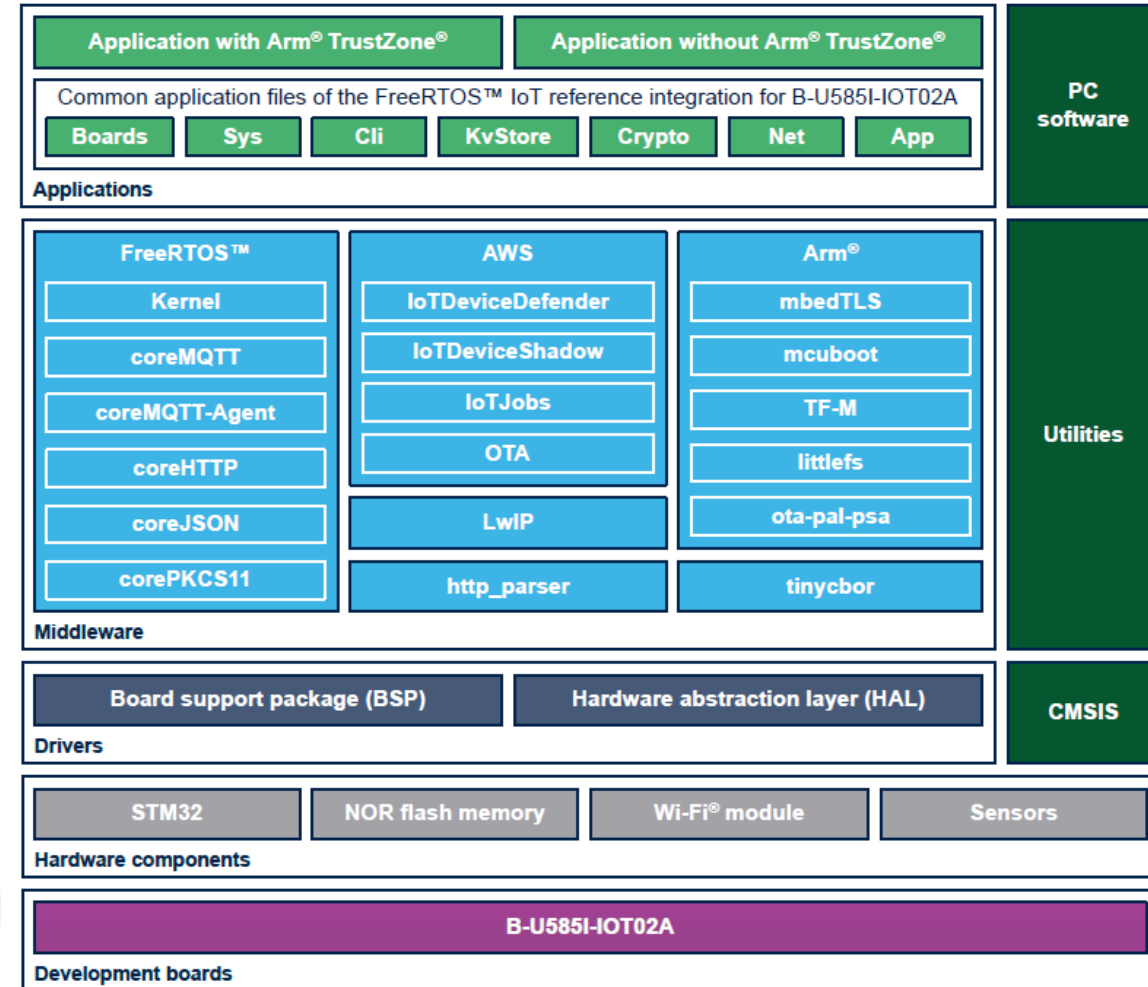 Application with Arm® TrustZone®
Application without Arm® TrustZone®
Common application files of the FreeRTOS™ IoT reference integration for B-U585I-IOT02A
Boards
Sys
Cli
KvStore
Crypto
Net
App
Applications
PC
software
FreeRTOS™
Kernel
coreMQTT
coreMQTT-Agent
coreHTTP
coreJSON
corePKCS11
AWS
IoTDeviceDefender
IoTDeviceShadow
IoTJobs
OTA
LwIP
http_parser
Arm®
mbedTLS
mcuboot
TF-M
littlefs
ota-pal-psa
tinycbor
Middleware
Utilities
Board support package (BSP)
Hardware abstraction layer (HAL)
Drivers
CMSIS
STM32
NOR flash memory
Wi-Fi® module
Sensors
Hardware components
B-U585I-IOT02A
Development boards